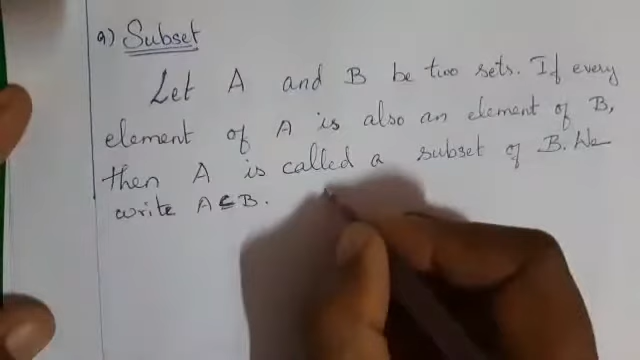 9) Subset
Let A and B be two sets. If every
element of A is also an element of B,
then A is called a subset of B. We
write A ⊆ B.